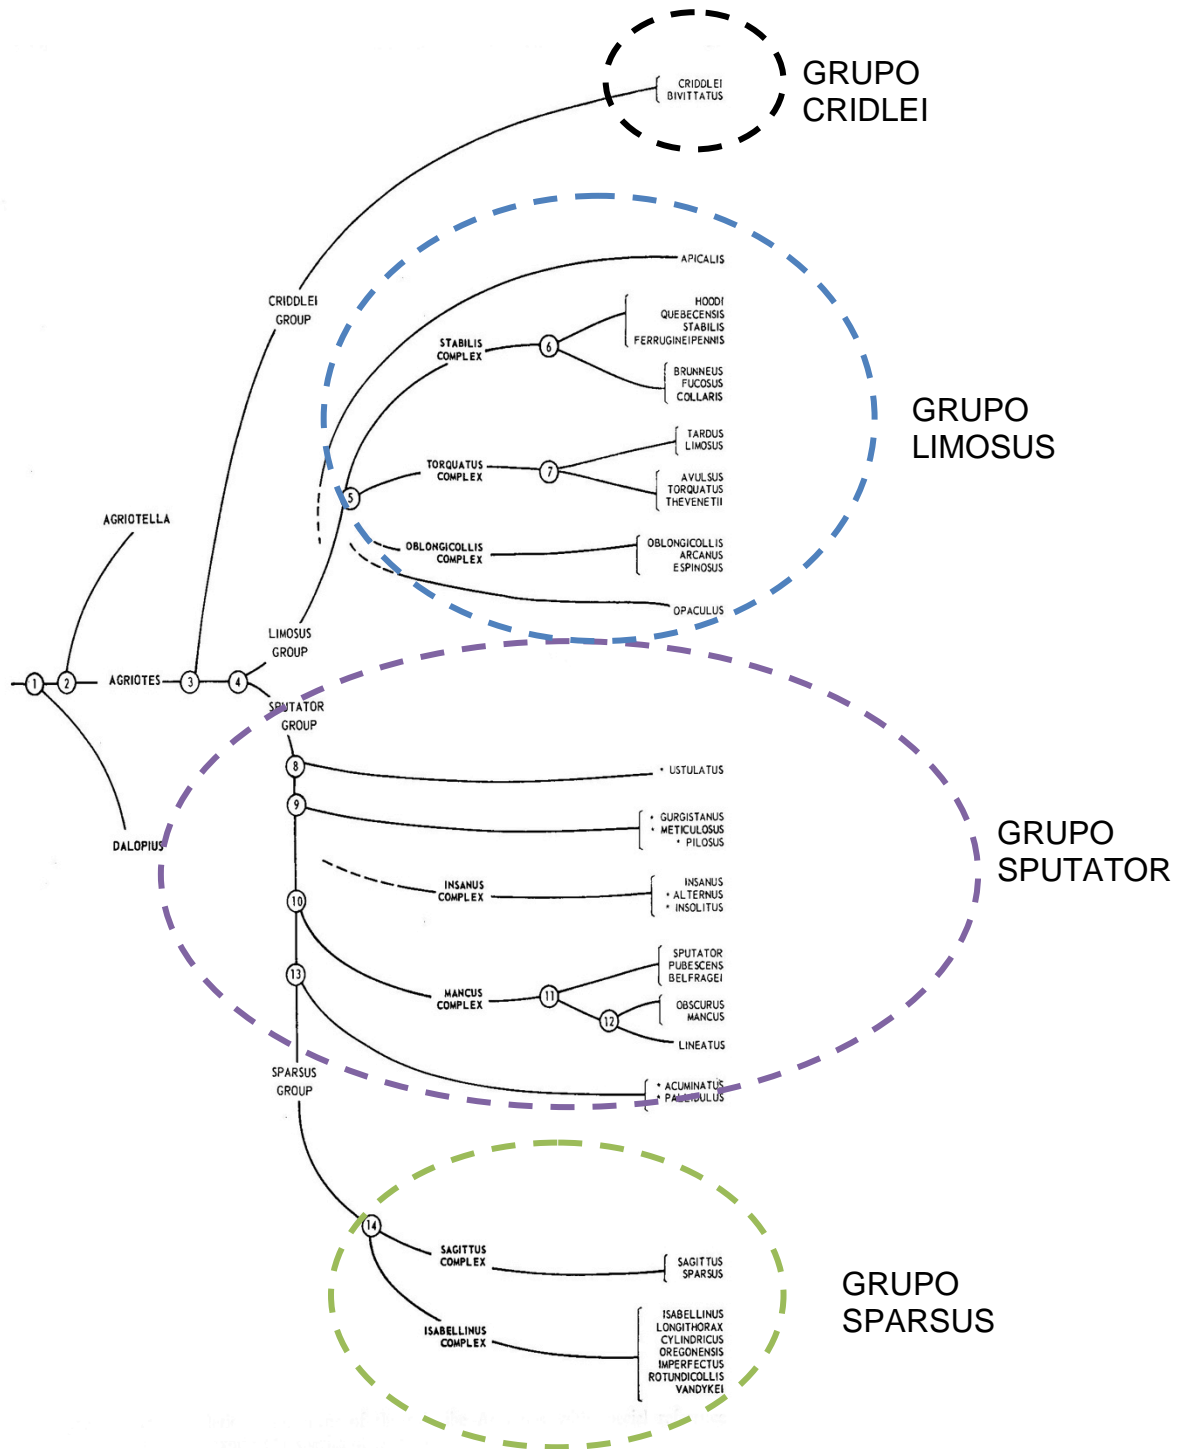 CRIDDLEI
BIVITTATUS
GRUPO
CRIDLEI
CRIDDLEI
GROUP
APICALIS
HOODI
QUEBECENSIS
STABILIS
FERRUGINEIPENNIS
STABILIS
COMPLEX
6
BRUNNEUS
FUCOSUS
COLLARIS
GRUPO
LIMOSUS
TARDUS
LIMOSUS
TORQUATUS
COMPLEX
7
AVULSUS
TORQUATUS
THEVENETII
5
AGRIOTELLA
OBLONGICOLLIS
COMPLEX
OBLONGICOLLIS
ARCANUS
ESPINOSUS
OPACULUS
LIMOSUS
GROUP
1
2
AGRIOTES
3
4
SPUTATOR
GROUP
8
* USTULATUS
9
* GURGISTANUS
* METICULOSUS
* PILOSUS
DALOPIUS
GRUPO
SPUTATOR
INSANUS
COMPLEX
INSANUS
* ALTERNUS
* INSOLITUS
10
SPUTATOR
PUBESCENS
BELFRAGEI
13
MANCUS
COMPLEX
11
OBSCURUS
MANCUS
12
LINEATUS
SPARSUS
GROUP
* ACUMINATUS
* PALLIDULUS
14
SAGITTUS
COMPLEX
SAGITTUS
SPARSUS
GRUPO
SPARSUS
ISABELLINUS
COMPLEX
ISABELLINUS
LONGITHORAX
CYLINDRICUS
OREGONENSIS
IMPERFECTUS
ROTUNDICOLLIS
VANDYKEI